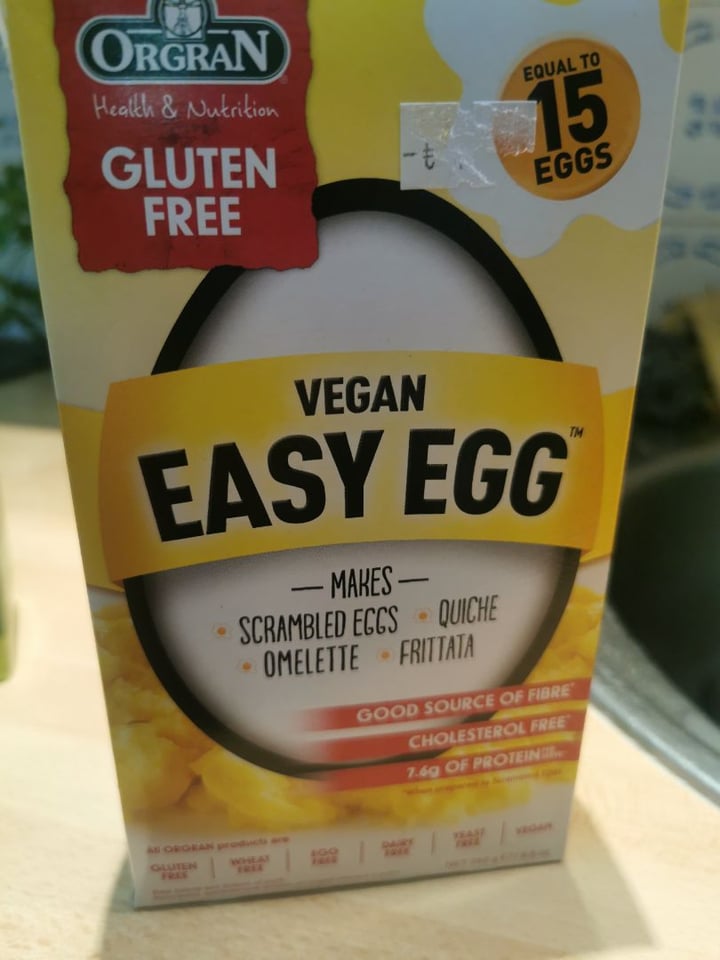 ORGRAN
Health & Nutrition
GLUTEN
FREE
EQUAL TO
15
EGGS
VEGAN
EASY EGG™
— MAKES —
SCRAMBLED EGGS • QUICHE
OMELETTE • FRITTATA
GOOD SOURCE OF FIBRE*
CHOLESTEROL FREE*
7.4g OF PROTEIN
All ORGRAN products are
GLUTEN FREE | WHEAT FREE | EGG FREE | DAIRY FREE | YEAST FREE | VEGAN